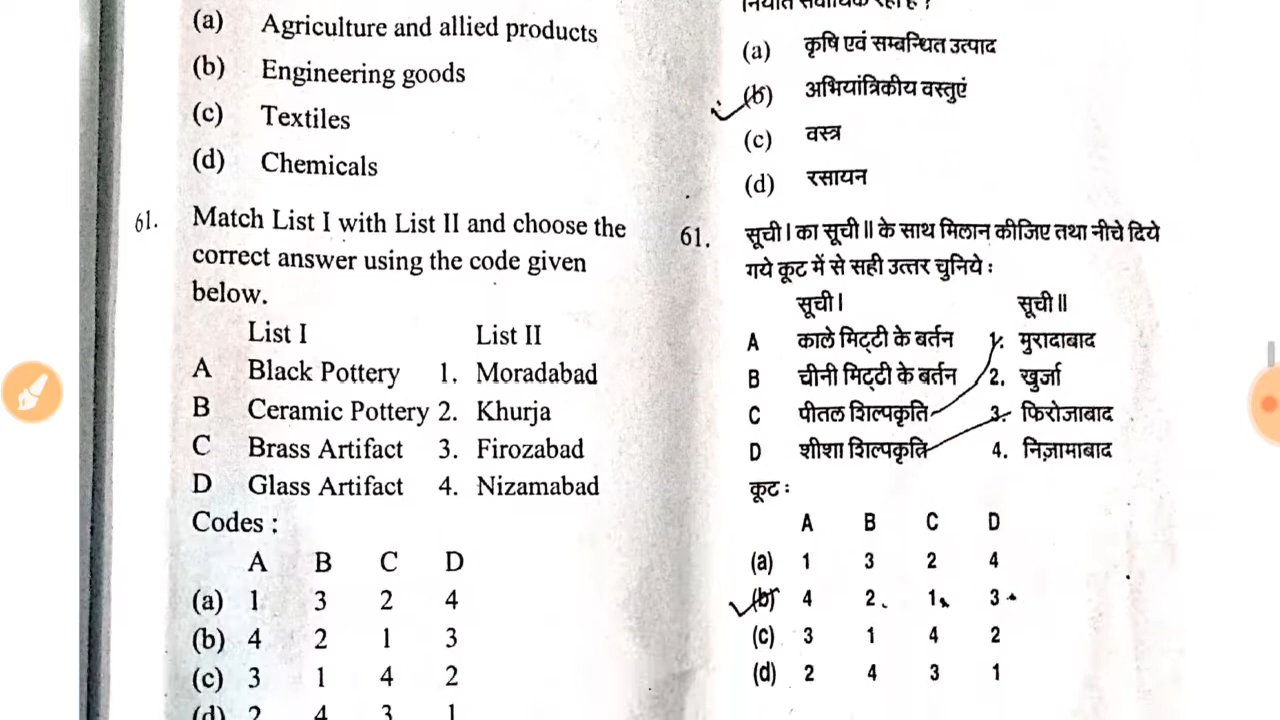 (a) Agriculture and allied products
(b) Engineering goods
(c) Textiles
(d) Chemicals
61. Match List I with List II and choose the
correct answer using the code given
below.
List I List II
A Black Pottery 1. Moradabad
B Ceramic Pottery 2. Khurja
C Brass Artifact 3. Firozabad
D Glass Artifact 4. Nizamabad
Codes :
A B C D
(a) 1 3 2 4
(b) 4 2 1 3
(c) 3 1 4 2
(d) 2 4 3 1
(a) कृषि एवं सम्बन्धित उत्पाद
(b) अभियांत्रिकीय वस्तुएं
(c) वस्त्र
(d) रसायन
61. सूची I का सूची II के साथ मिलान कीजिए तथा नीचे दिये
गये कूट में से सही उत्तर चुनिये :
सूची I सूची II
A काले मिट्टी के बर्तन 1. मुरादाबाद
B चीनी मिट्टी के बर्तन 2. खुर्जा
C पीतल शिल्पकृति 3. फिरोजाबाद
D शीशा शिल्पकृति 4. निज़ामाबाद
कूट :
A B C D
(a) 1 3 2 4
(b) 4 2 1 3
(c) 3 1 4 2
(d) 2 4 3 1